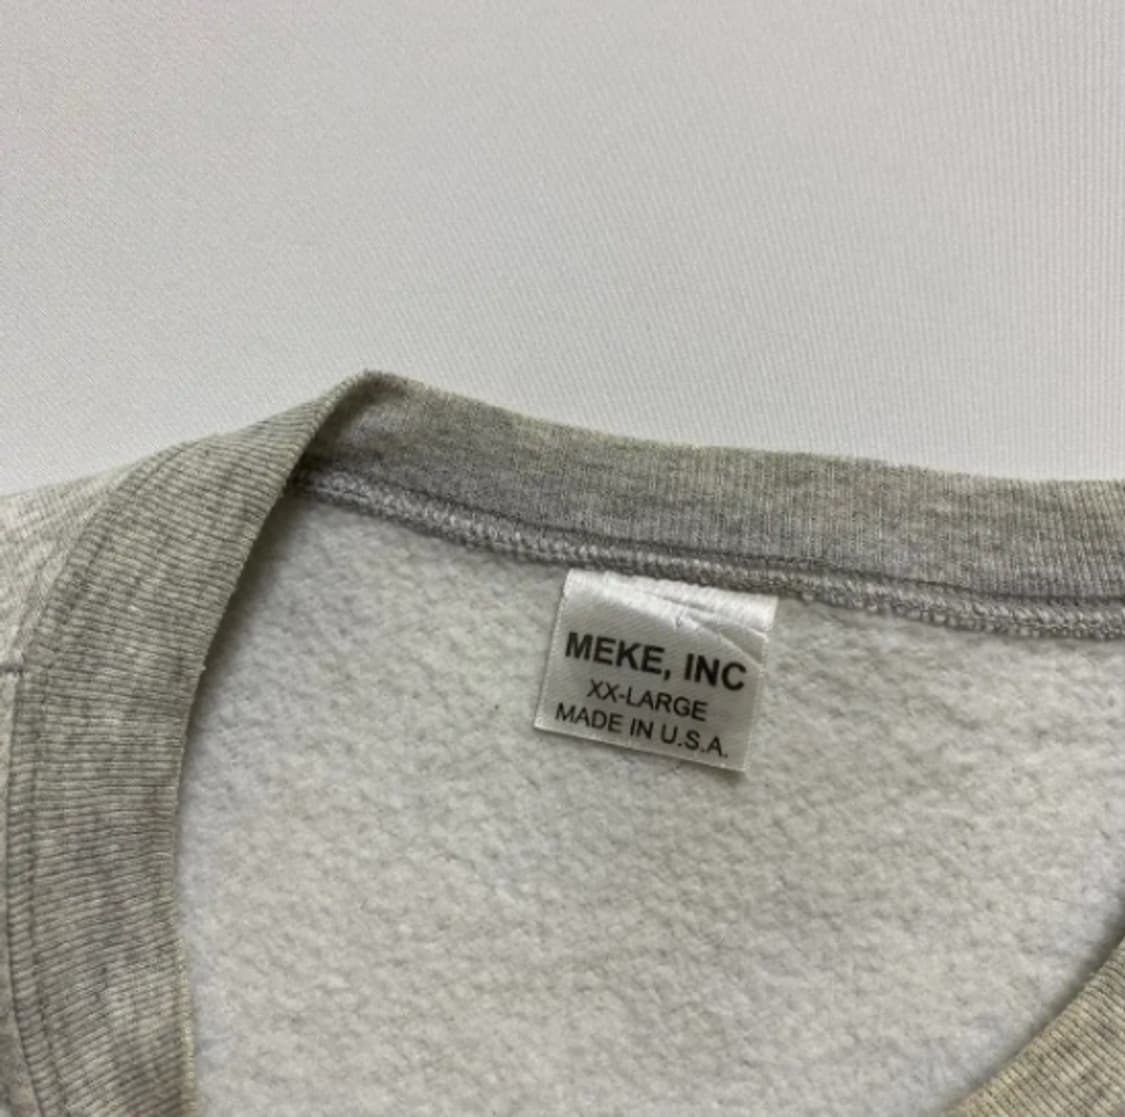 MEKE, INC
XX-LARGE
MADE IN U.S.A.